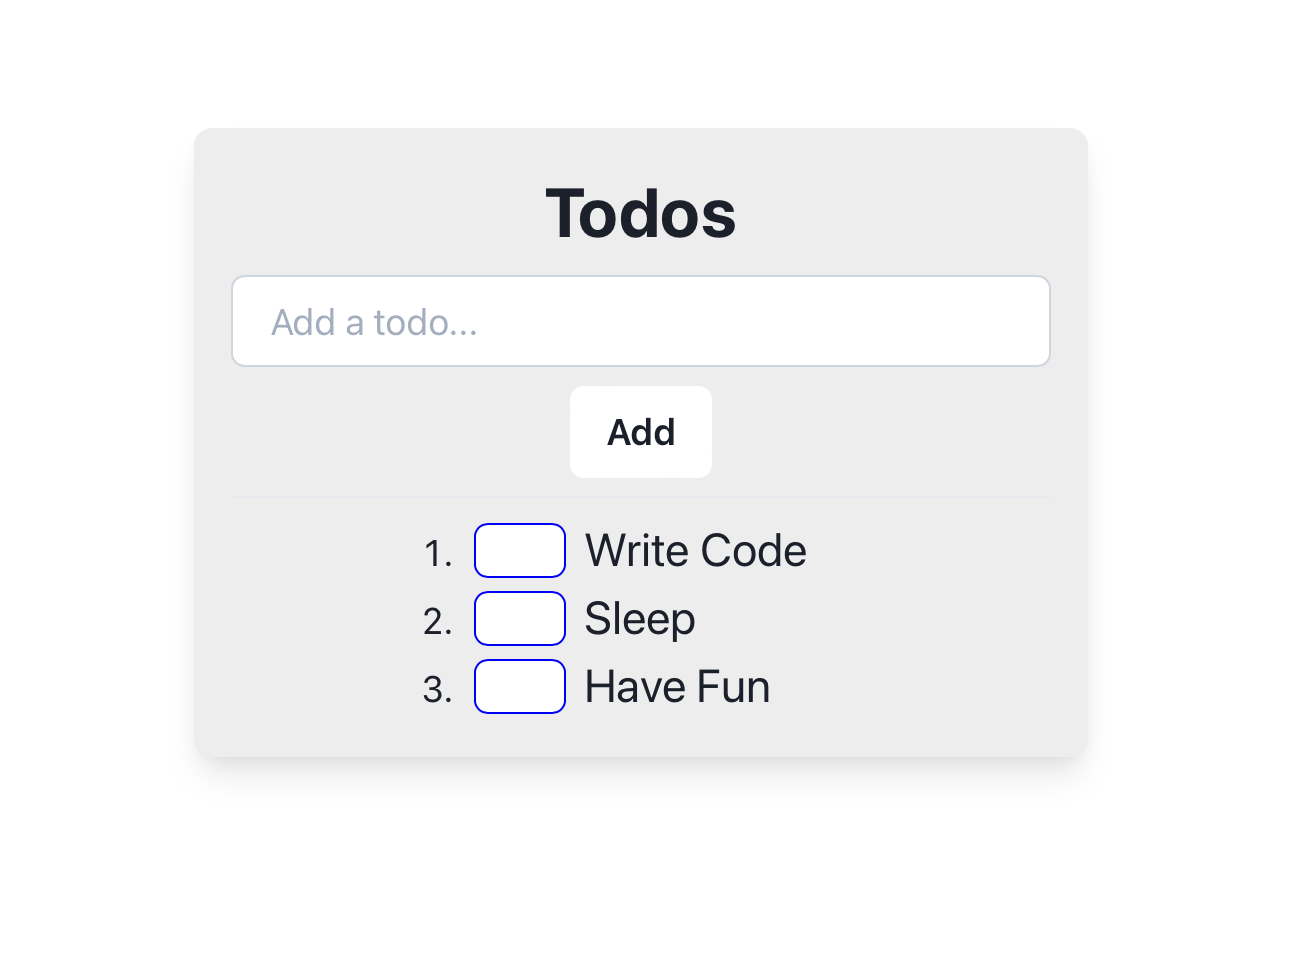 Todos
Add a todo...
Add
1. Write Code
2. Sleep
3. Have Fun